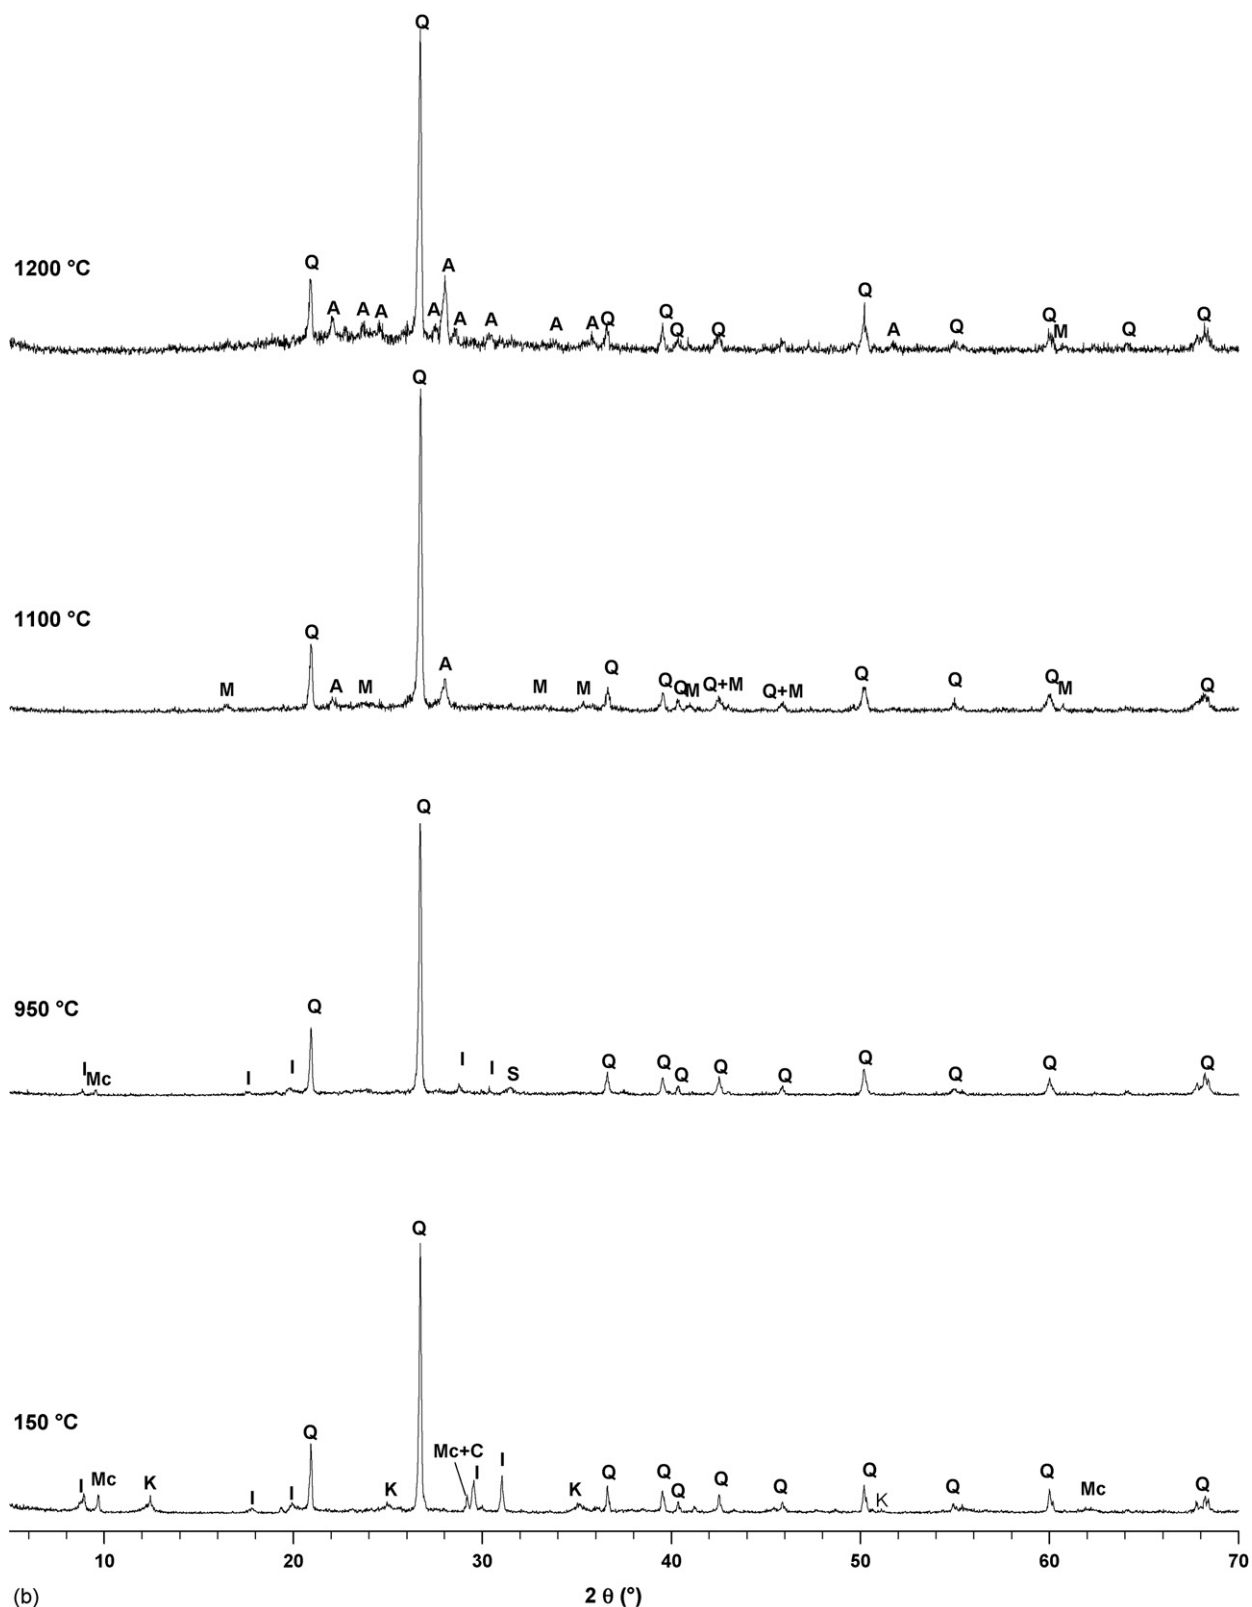 Q
1200 °C
Q A A A A A A A A A Q Q Q Q Q A Q Q M Q Q
Q
1100 °C
Q
M A M A M M Q Q Q M Q+M Q+M Q Q Q M Q
Q
950 °C
Q
I Mc I I I I S Q Q Q Q Q Q Q Q Q
Q
150 °C
Q
I Mc K I I K Mc+C I I K Q Q Q Q Q Q K Q Q Mc Q
10 20 30 40 50 60 70
(b) 2 θ (°)